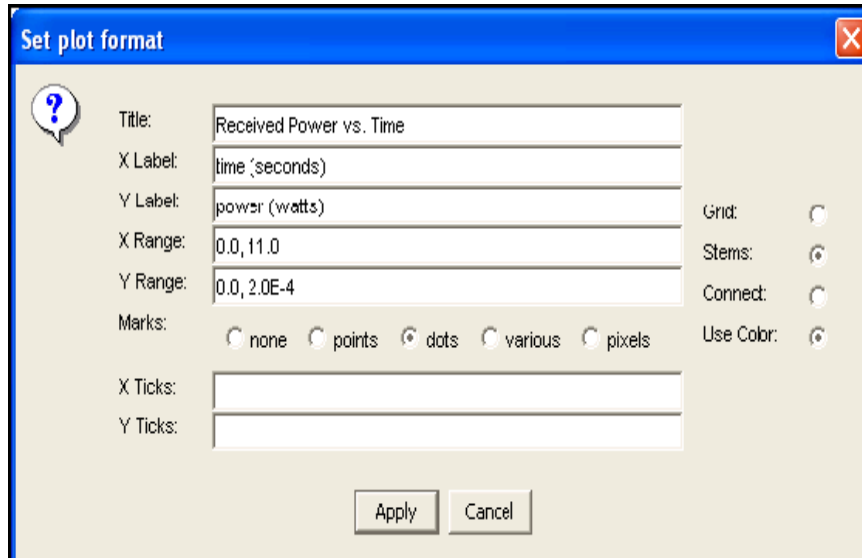 Set plot format
Title: Received Power vs. Time
X Label: time (seconds)
Y Label: power (watts)
X Range: 0.0, 11.0
Y Range: 0.0, 2.0E-4
Marks: none points dots various pixels
X Ticks:
Y Ticks:
Grid:
Stems:
Connect:
Use Color:
Apply Cancel